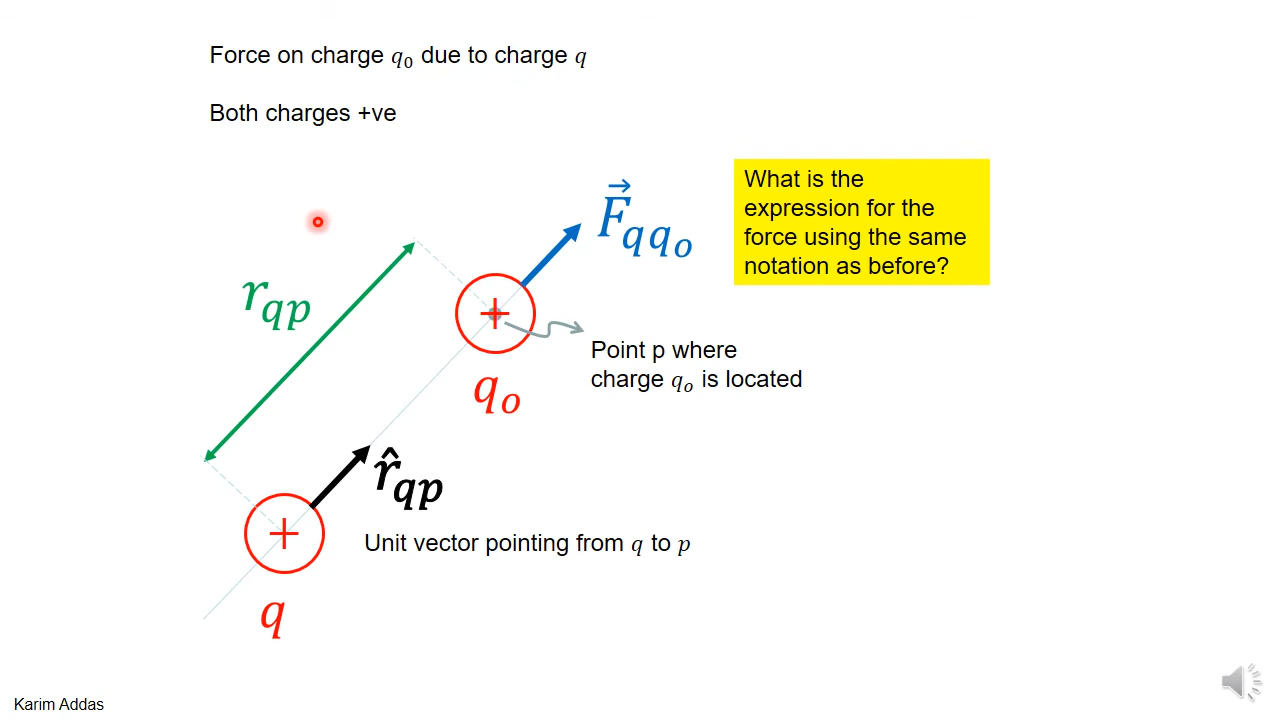 Force on charge q₀ due to charge q
Both charges +ve
What is the
expression for the
force using the same
notation as before?
F⃗qqₒ
r_qp
+
Point p where
charge qₒ is located
qₒ
r̂_qp
+
Unit vector pointing from q to p
q
Karim Addas